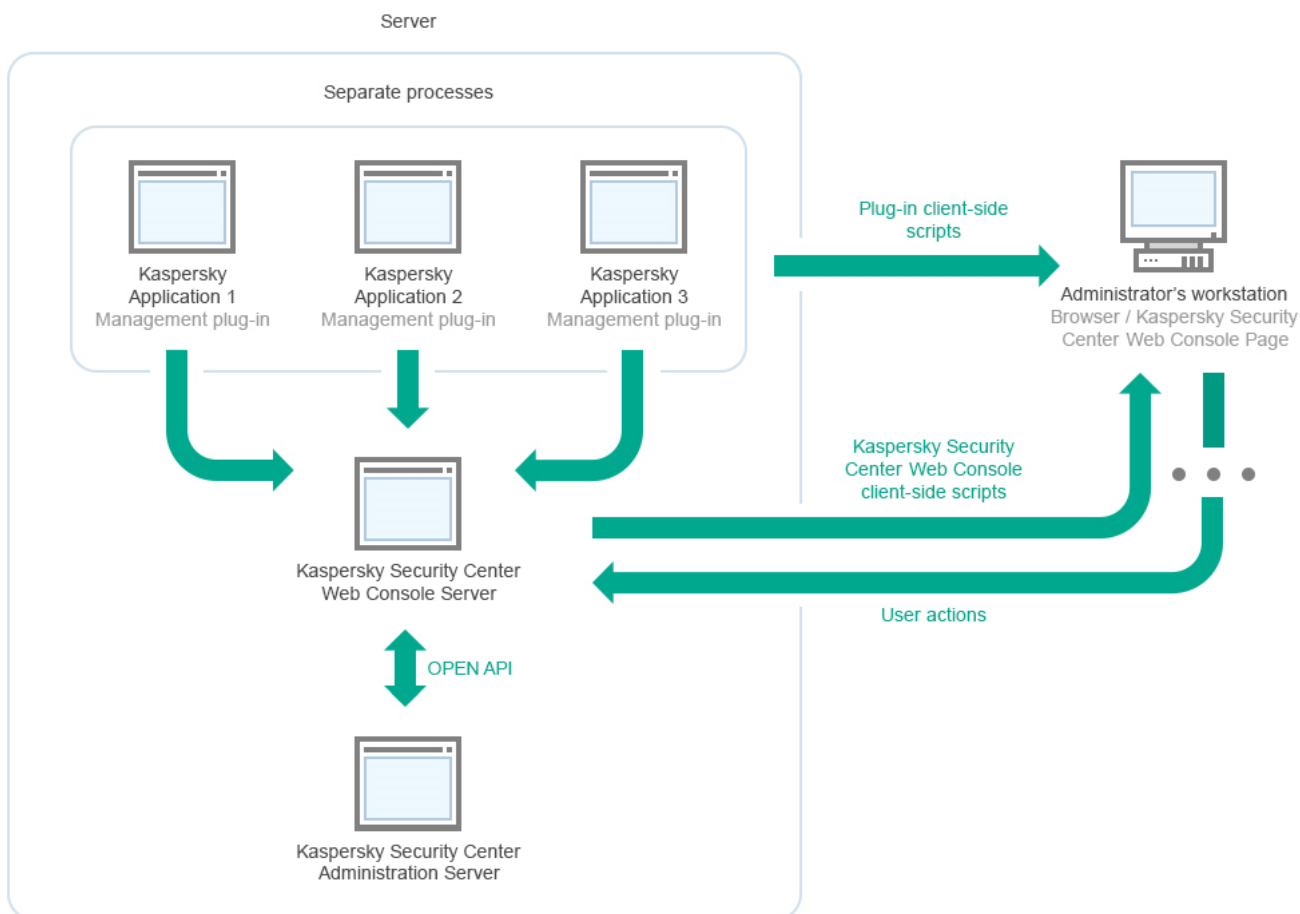 Server
Separate processes
Kaspersky
Application 1
Management plug-in
Kaspersky
Application 2
Management plug-in
Kaspersky
Application 3
Management plug-in
Plug-in client-side
scripts
Administrator's workstation
Browser / Kaspersky Security
Center Web Console Page
Kaspersky Security
Center Web Console
client-side scripts
Kaspersky Security Center
Web Console Server
User actions
OPEN API
Kaspersky Security Center
Administration Server